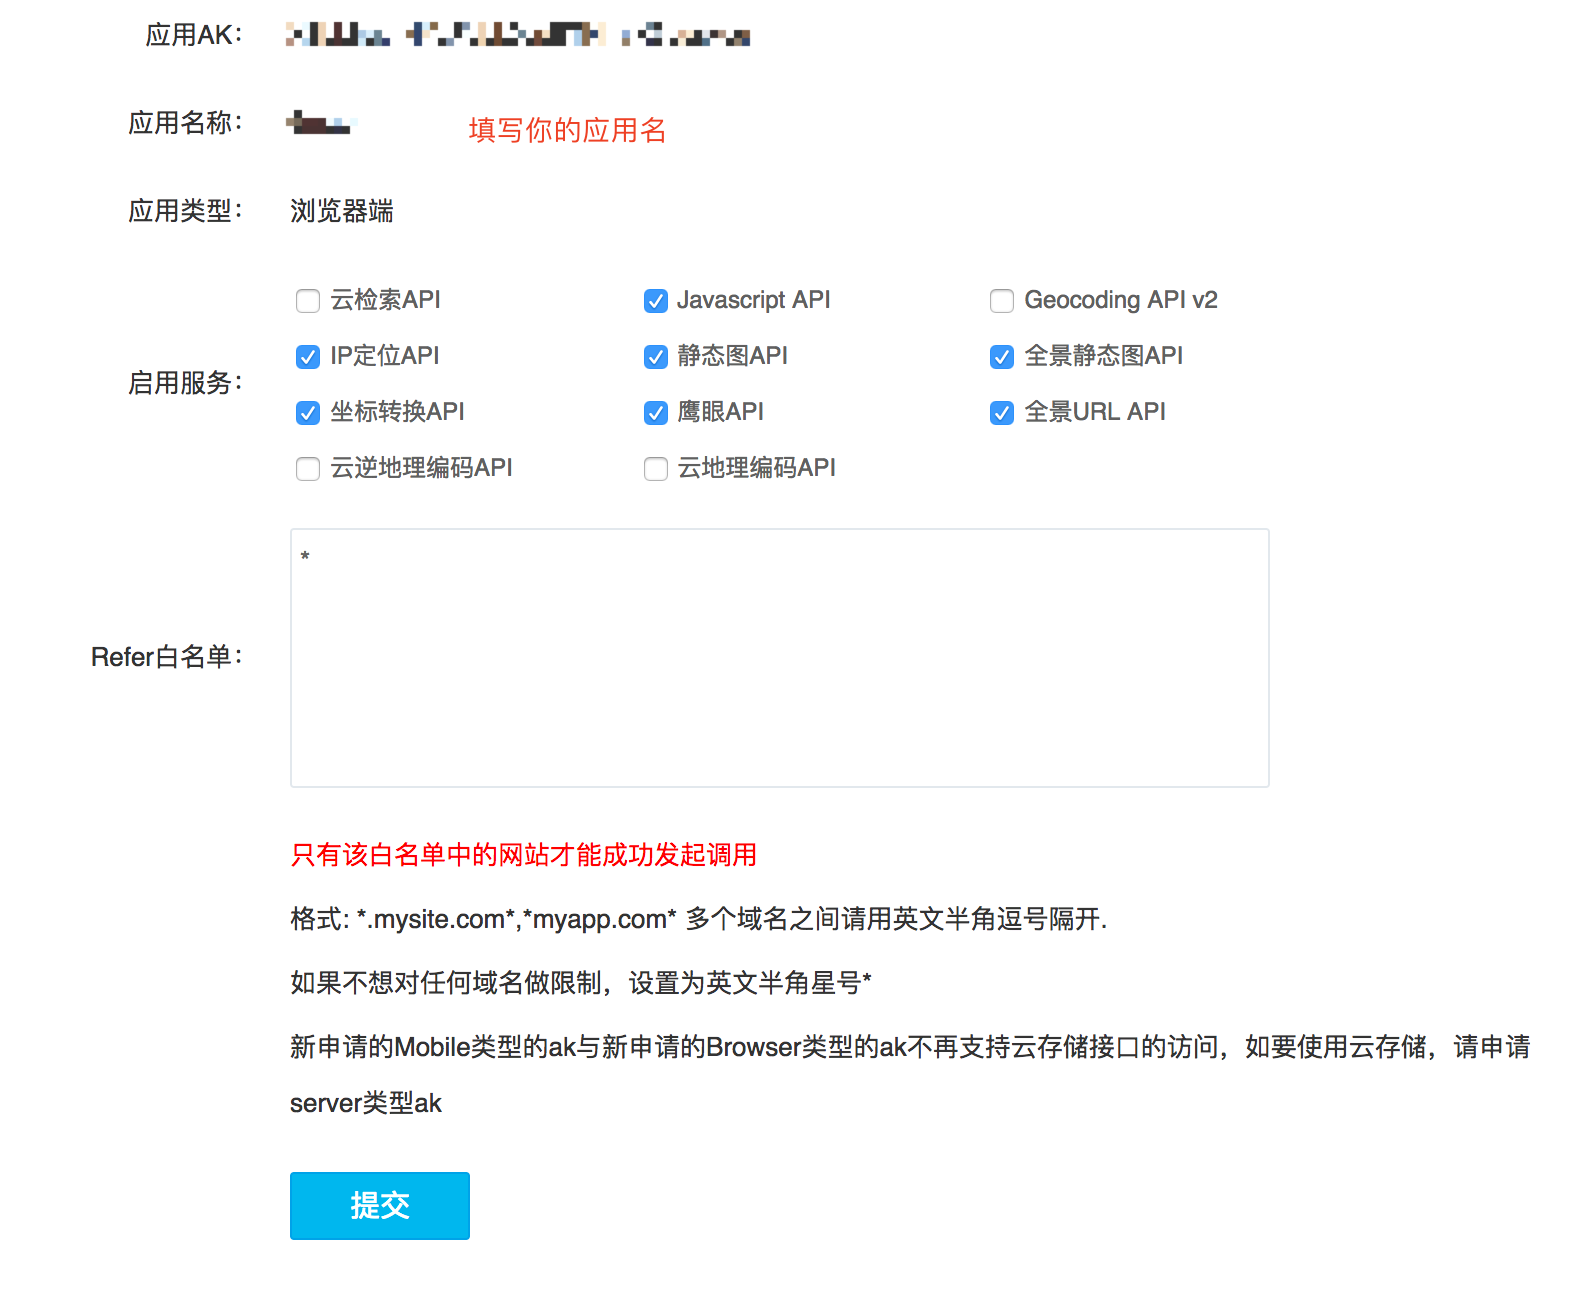 应用AK：
应用名称： 填写你的应用名
应用类型： 浏览器端
启用服务：
云检索API Javascript API Geocoding API v2
IP定位API 静态图API 全景静态图API
坐标转换API 鹰眼API 全景URL API
云逆地理编码API 云地理编码API
Refer白名单：
*
只有该白名单中的网站才能成功发起调用
格式: *.mysite.com*,*myapp.com* 多个域名之间请用英文半角逗号隔开.
如果不想对任何域名做限制，设置为英文半角星号*
新申请的Mobile类型的ak与新申请的Browser类型的ak不再支持云存储接口的访问，如要使用云存储，请申请
server类型ak
提交